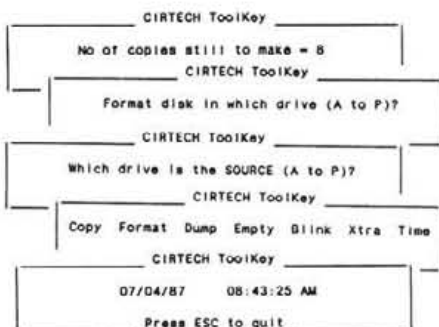 CIRTECH ToolKey
No of copies still to make = 8
CIRTECH ToolKey
Format disk in which drive (A to P)?
CIRTECH ToolKey
Which drive is the SOURCE (A to P)?
CIRTECH ToolKey
Copy Format Dump Empty Blink Xtra Time
CIRTECH ToolKey
07/04/87 08:43:25 AM
Press ESC to quit